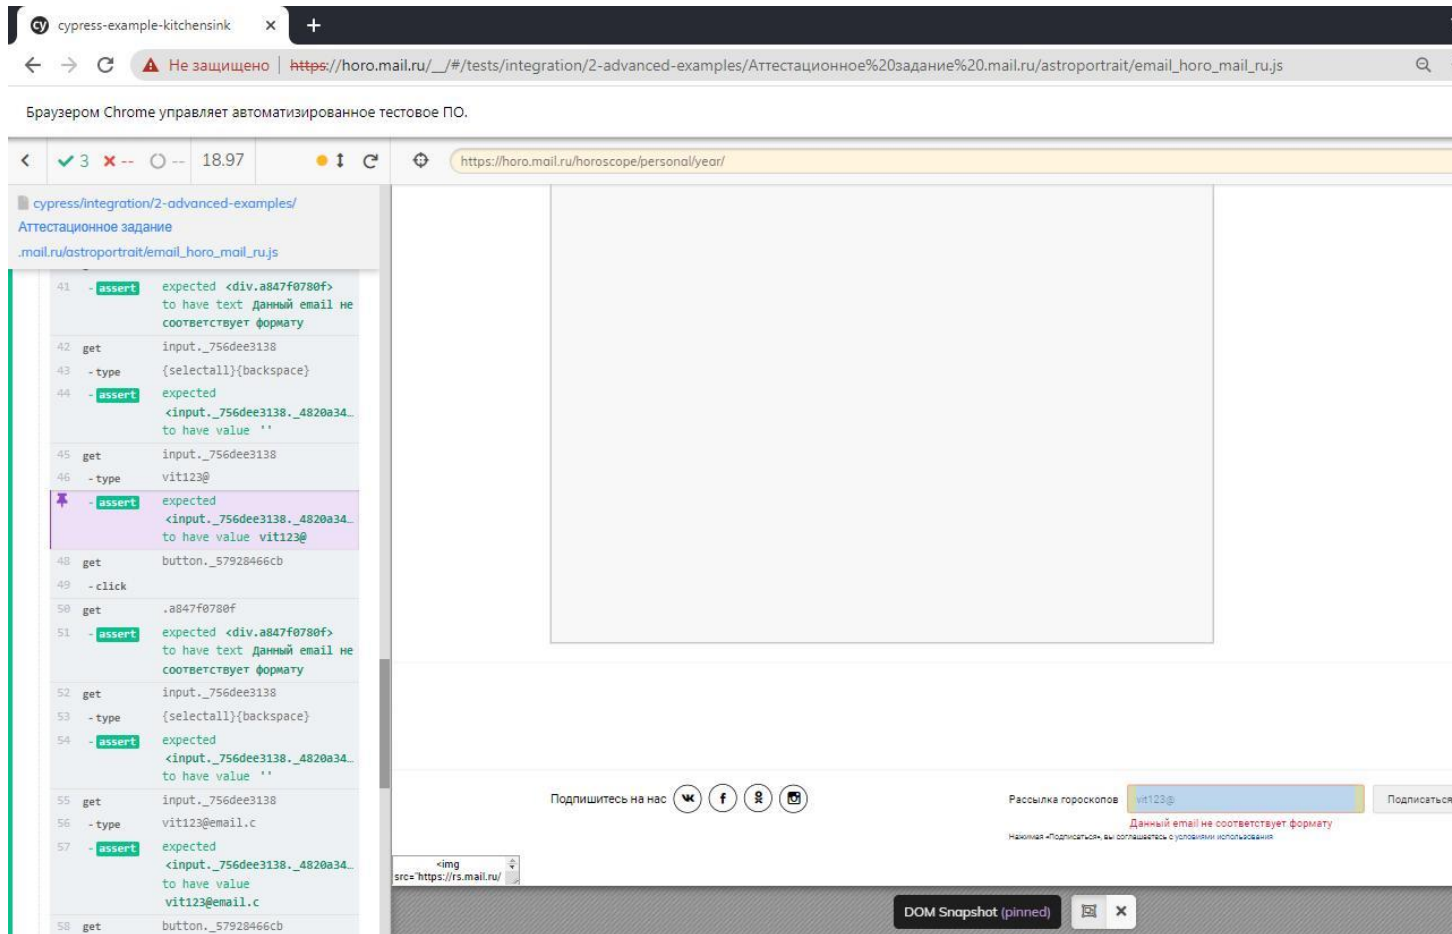 cypress-example-kitchensink
Не защищено | https://horo.mail.ru/__/#/tests/integration/2-advanced-examples/Аттестационное%20задание%20.mail.ru/astroportrait/email_horo_mail_ru.js
Браузером Chrome управляет автоматизированное тестовое ПО.
3 -- -- 18.97
https://horo.mail.ru/horoscope/personal/year/
cypress/integration/2-advanced-examples/
Аттестационное задание
.mail.ru/astroportrait/email_horo_mail_ru.js
41 -assert expected <div.a847f0780f>
to have text Данный email не
соответствует формату
42 get input._756dee3138
43 -type {selectall}{backspace}
44 -assert expected
<input._756dee3138._4820a34…
to have value ''
45 get input._756dee3138
46 -type vit123@
-assert expected
<input._756dee3138._4820a34…
to have value vit123@
48 get button._57928466cb
49 -click
50 get .a847f0780f
51 -assert expected <div.a847f0780f>
to have text Данный email не
соответствует формату
52 get input._756dee3138
53 -type {selectall}{backspace}
54 -assert expected
<input._756dee3138._4820a34…
to have value ''
55 get input._756dee3138
56 -type vit123@email.c
57 -assert expected
<input._756dee3138._4820a34…
to have value
vit123@email.c
58 get button._57928466cb
Подпишитесь на нас
Рассылка гороскопов vit123@ Подписаться
Данный email не соответствует формату
Нажимая «Подписаться», вы соглашаетесь с условиями использования
<img
src="https://rs.mail.ru/
DOM Snapshot (pinned)